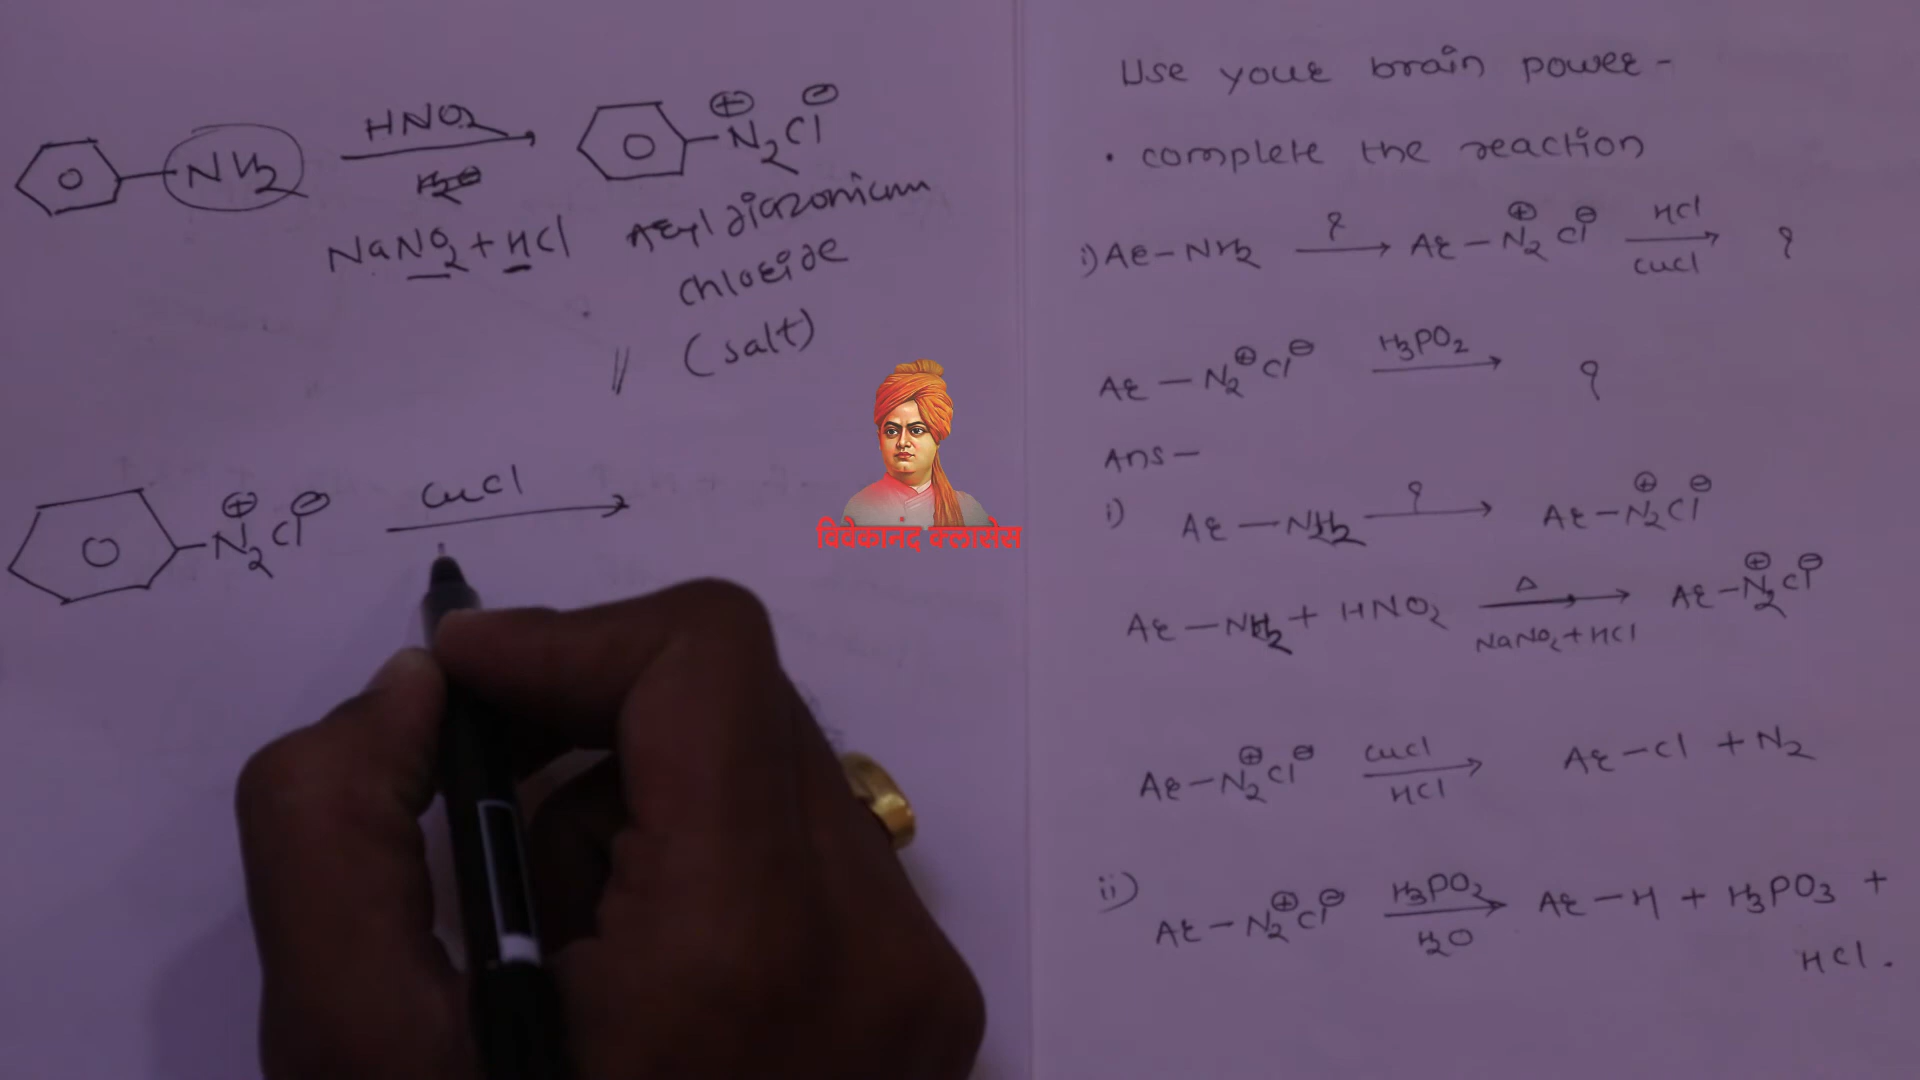 HNO2
NH2
NaNO2 + HCl
⊕ ⊖
N2Cl
Aryl diazonium
chloride
(salt)
⊕ ⊖
N2Cl
CuCl
विवेकानंद क्लासेस
Use your brain power -
• complete the reaction
i) Ar - NH2 ? → Ar - N2⊕ Cl⊖ HCl → ?
CuCl
Ar - N2⊕Cl⊖ H3PO2 → ?
Ans -
i) Ar - NH2 ? → Ar - N2⊕Cl⊖
Ar - NH2 + HNO2 Δ → Ar - N2⊕Cl⊖
NaNO2 + HCl
Ar - N2⊕Cl⊖ CuCl → Ar - Cl + N2
HCl
ii) Ar - N2⊕Cl⊖ H3PO2 → Ar - H + H3PO3 +
H2O
HCl.